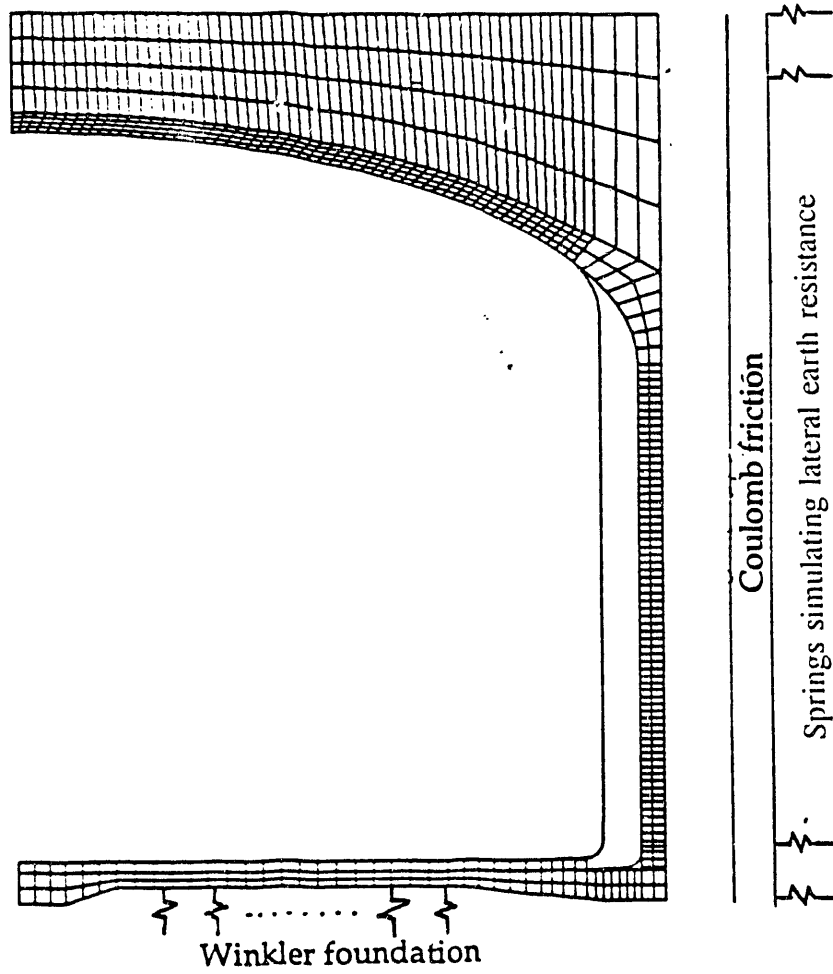 Coulomb friction
Springs simulating lateral earth resistance
Winkler foundation